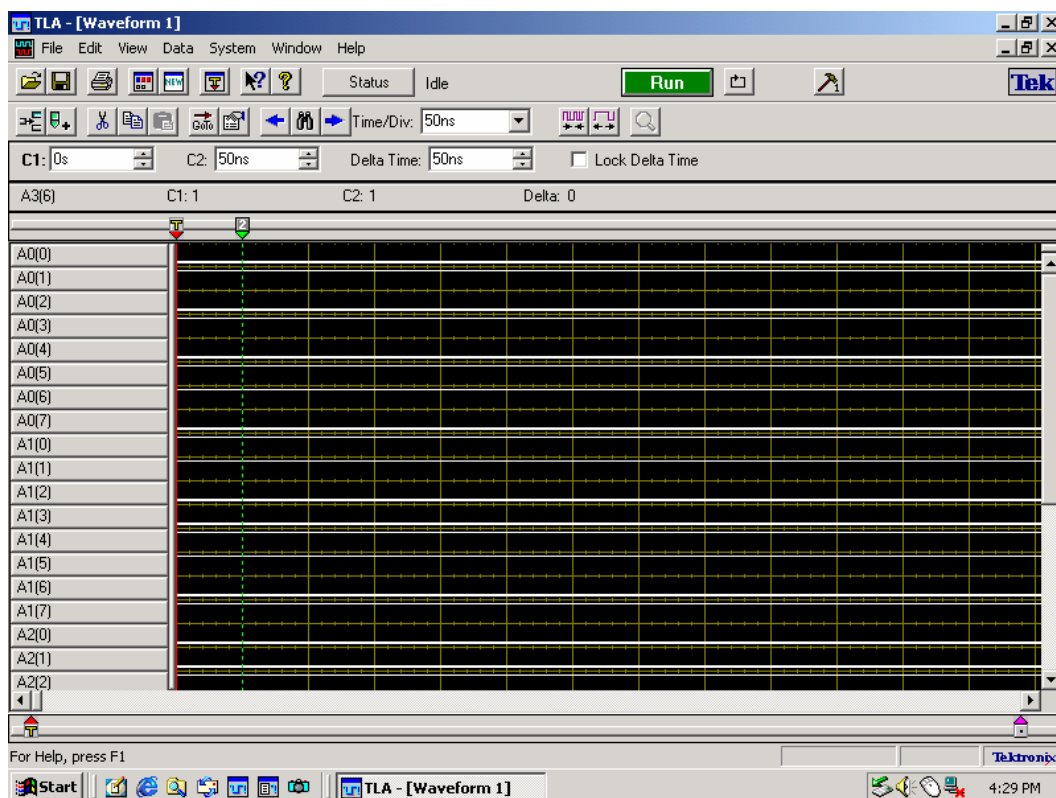 TLA - [Waveform 1]
File Edit View Data System Window Help
NEW Status Idle Run Tek
GoTo Time/Div: 50ns
C1: 0s C2: 50ns Delta Time: 50ns Lock Delta Time
A3(6) C1: 1 C2: 1 Delta: 0
T 2
A0(0)
A0(1)
A0(2)
A0(3)
A0(4)
A0(5)
A0(6)
A0(7)
A1(0)
A1(1)
A1(2)
A1(3)
A1(4)
A1(5)
A1(6)
A1(7)
A2(0)
A2(1)
A2(2)
T
For Help, press F1 Tektronix
Start TLA - [Waveform 1] 4:29 PM